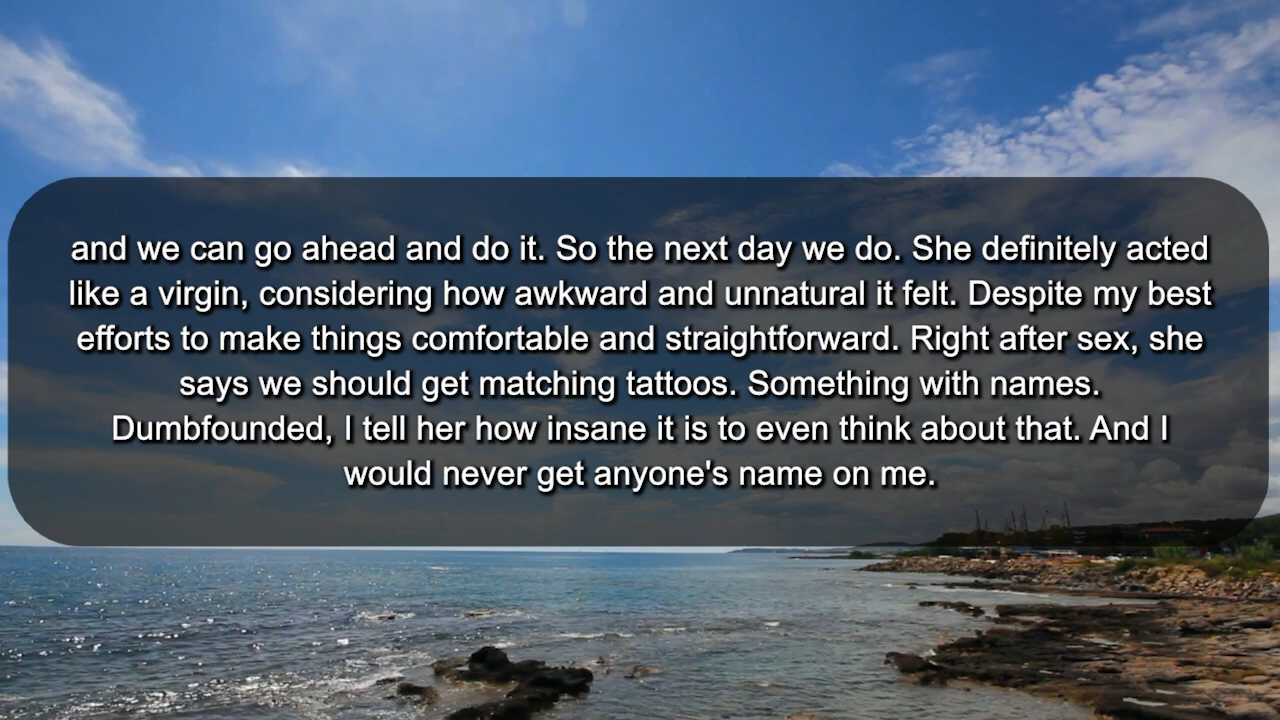 and we can go ahead and do it. So the next day we do. She definitely acted
like a virgin, considering how awkward and unnatural it felt. Despite my best
efforts to make things comfortable and straightforward. Right after sex, she
says we should get matching tattoos. Something with names.
Dumbfounded, I tell her how insane it is to even think about that. And I
would never get anyone's name on me.